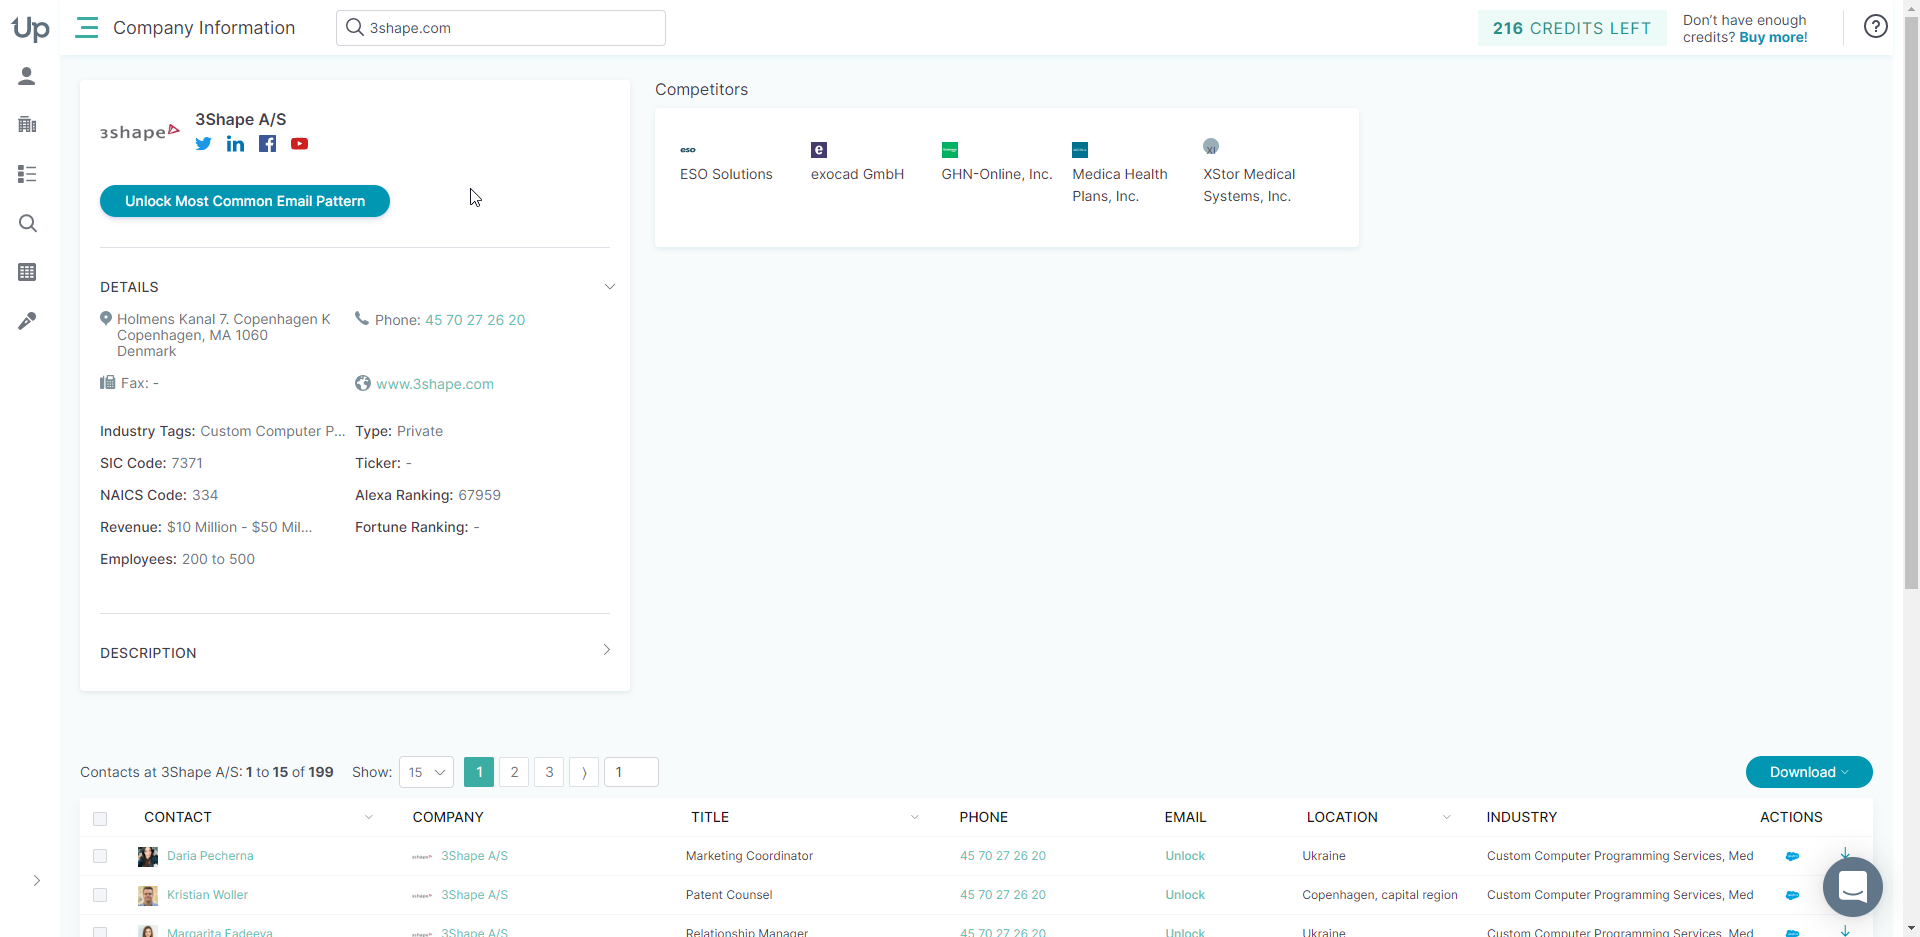 Up
Company Information
3shape.com
216 CREDITS LEFT
Don't have enough
credits? Buy more!
?
3shape
3Shape A/S
Unlock Most Common Email Pattern
DETAILS
Holmens Kanal 7. Copenhagen K
Copenhagen, MA 1060
Denmark
Phone: 45 70 27 26 20
Fax: -
www.3shape.com
Industry Tags: Custom Computer P...
Type: Private
SIC Code: 7371
Ticker: -
NAICS Code: 334
Alexa Ranking: 67959
Revenue: $10 Million - $50 Mil...
Fortune Ranking: -
Employees: 200 to 500
DESCRIPTION
Competitors
eso
ESO Solutions
e
exocad GmbH
GHN-Online, Inc.
Medica Health
Plans, Inc.
XI
XStor Medical
Systems, Inc.
Contacts at 3Shape A/S: 1 to 15 of 199 Show: 15 1 2 3 1
Download
CONTACT COMPANY TITLE PHONE EMAIL LOCATION INDUSTRY ACTIONS
Daria Pecherna 3Shape A/S Marketing Coordinator 45 70 27 26 20 Unlock Ukraine Custom Computer Programming Services, Med
Kristian Woller 3Shape A/S Patent Counsel 45 70 27 26 20 Unlock Copenhagen, capital region Custom Computer Programming Services, Med
Margarita Fadeeva 3Shape A/S Relationship Manager 45 70 27 26 20 Unlock Ukraine Custom Computer Programming Services, Med